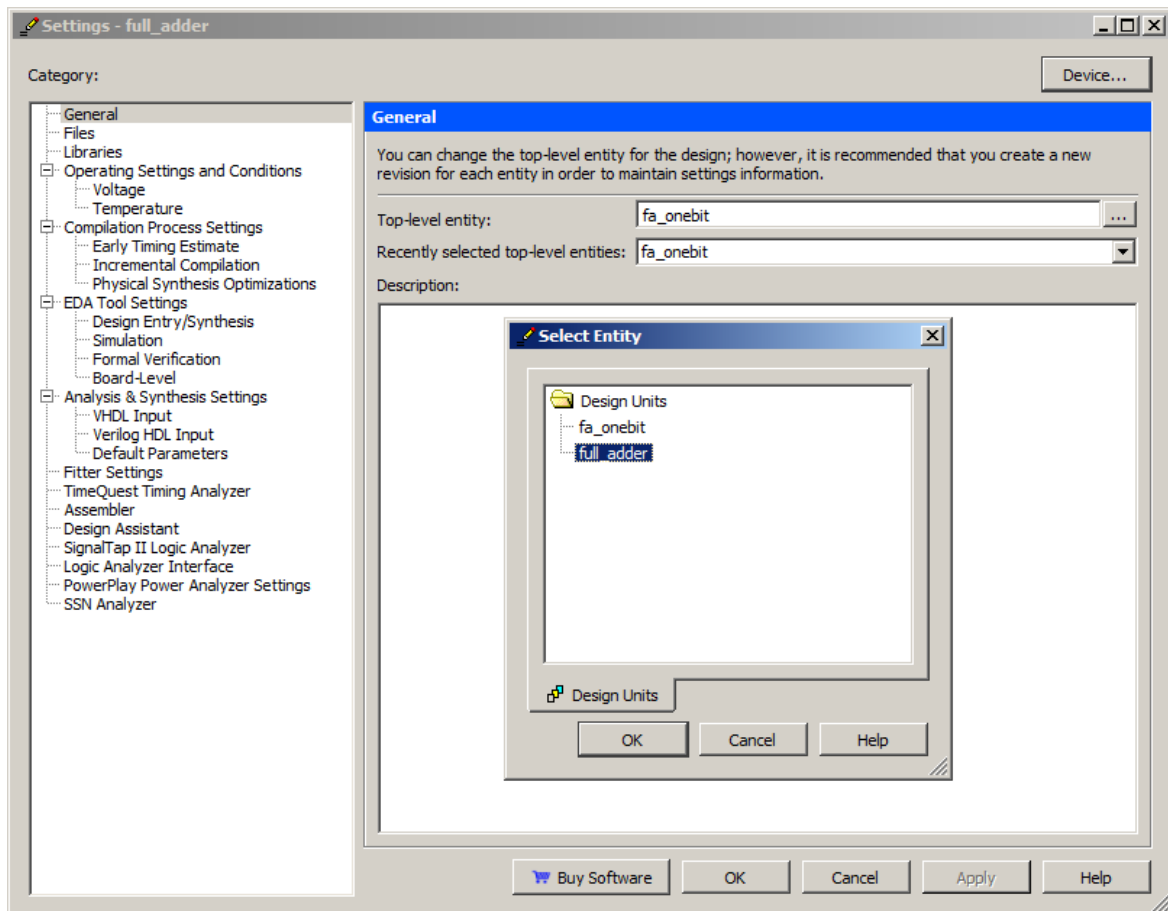 Settings - full_adder
Category:
Device...
General
Files
Libraries
Operating Settings and Conditions
Voltage
Temperature
Compilation Process Settings
Early Timing Estimate
Incremental Compilation
Physical Synthesis Optimizations
EDA Tool Settings
Design Entry/Synthesis
Simulation
Formal Verification
Board-Level
Analysis & Synthesis Settings
VHDL Input
Verilog HDL Input
Default Parameters
Fitter Settings
TimeQuest Timing Analyzer
Assembler
Design Assistant
SignalTap II Logic Analyzer
Logic Analyzer Interface
PowerPlay Power Analyzer Settings
SSN Analyzer
General
You can change the top-level entity for the design; however, it is recommended that you create a new
revision for each entity in order to maintain settings information.
Top-level entity: fa_onebit ...
Recently selected top-level entities: fa_onebit
Description:
Select Entity
Design Units
fa_onebit
full_adder
Design Units
OK Cancel Help
Buy Software OK Cancel Apply Help